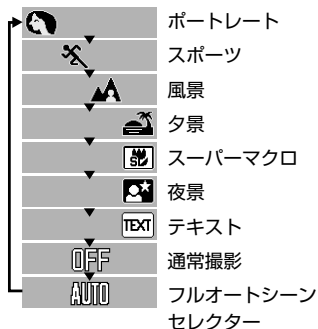 ポートレート
スポーツ
風景
夕景
スーパーマクロ
夜景
TEXT テキスト
OFF 通常撮影
AUTO フルオートシーン
セレクター